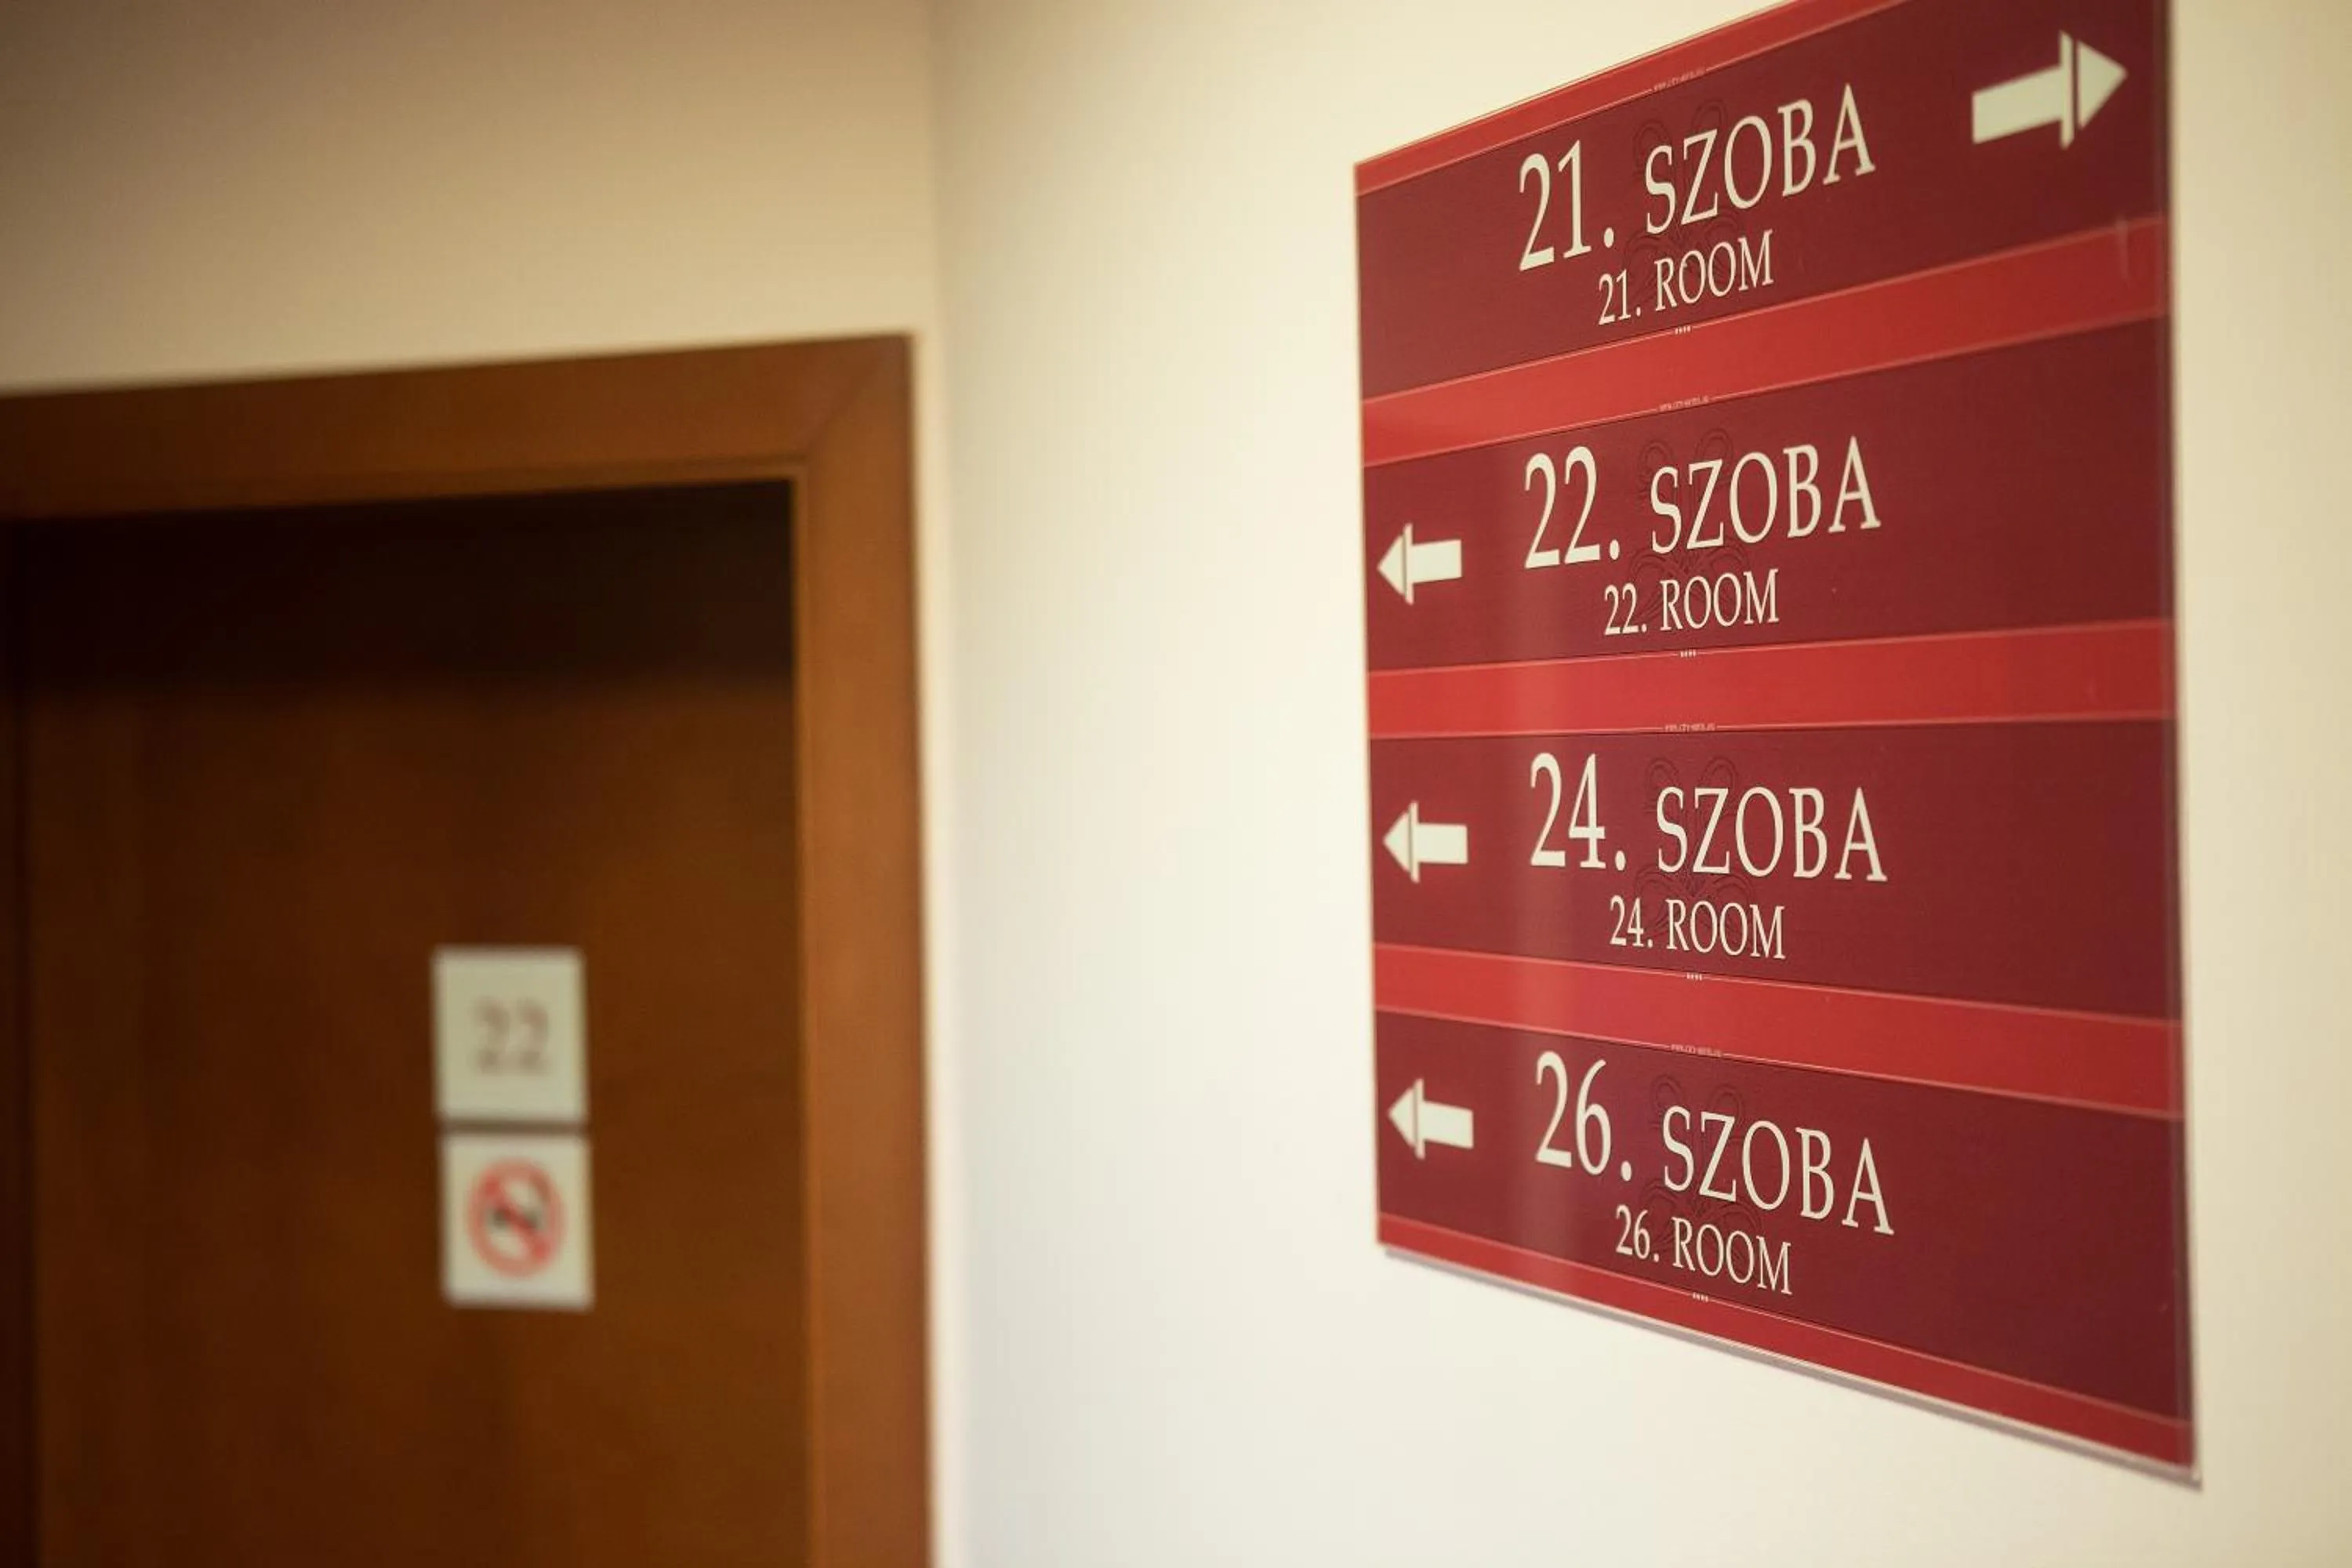 21. SZOBA
21. ROOM
22. SZOBA
22. ROOM
24. SZOBA
24. ROOM
26. SZOBA
26. ROOM
22